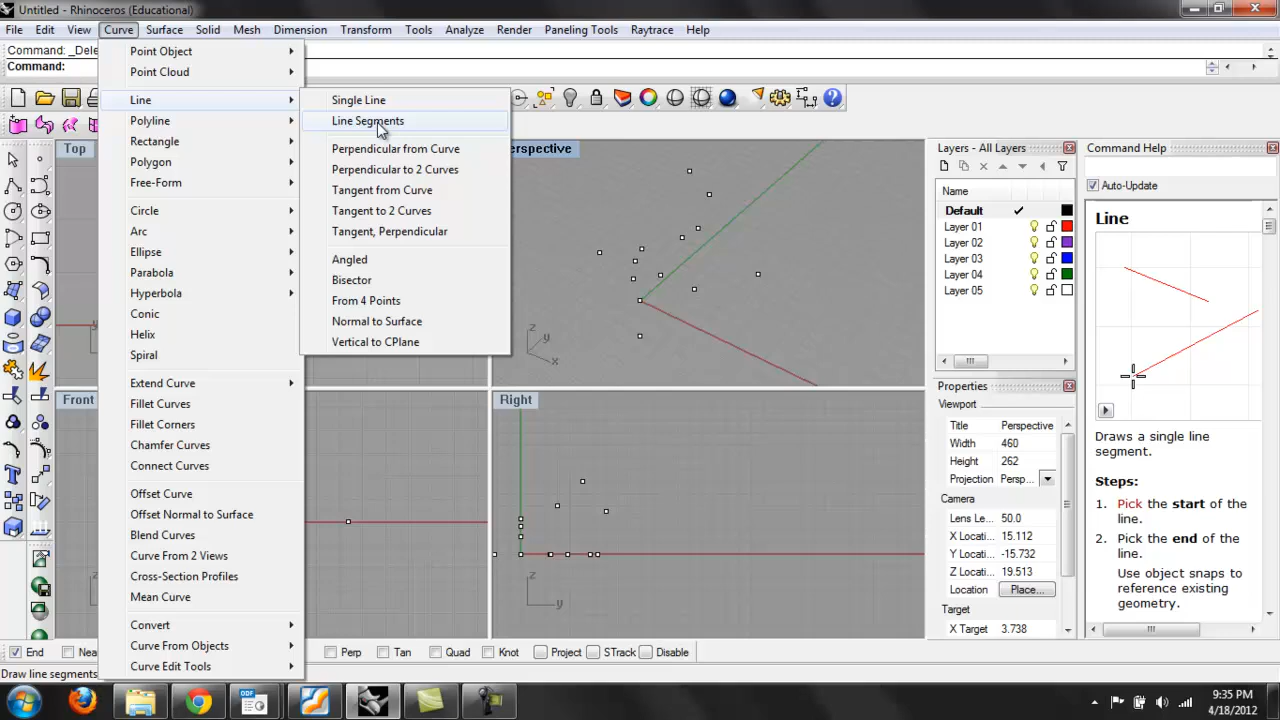 Untitled - Rhinoceros (Educational)
File Edit View Curve Surface Solid Mesh Dimension Transform Tools Analyze Render Paneling Tools Raytrace Help
Command: _Dele
Command:
Point Object
Point Cloud
Line
Polyline
Rectangle
Polygon
Free-Form
Circle
Arc
Ellipse
Parabola
Hyperbola
Conic
Helix
Spiral
Extend Curve
Fillet Curves
Fillet Corners
Chamfer Curves
Connect Curves
Offset Curve
Offset Normal to Surface
Blend Curves
Curve From 2 Views
Cross-Section Profiles
Mean Curve
Convert
Curve From Objects
Curve Edit Tools
Single Line
Line Segments
Perpendicular from Curve
Perpendicular to 2 Curves
Tangent from Curve
Tangent to 2 Curves
Tangent, Perpendicular
Angled
Bisector
From 4 Points
Normal to Surface
Vertical to CPlane
Top
erspective
z
y
x
Front
Right
z
y
Layers - All Layers
Name
Default
Layer 01
Layer 02
Layer 03
Layer 04
Layer 05
Properties
Viewport
Title Perspective
Width 460
Height 262
Projection Persp...
Camera
Lens Le... 50.0
X Locati... 15.112
Y Locati... -15.732
Z Locati... 19.513
Location Place...
Target
X Target 3.738
Command Help
Auto-Update
Line
Draws a single line
segment.
Steps:
1. Pick the start of the
line.
2. Pick the end of the
line.
Use object snaps to
reference existing
geometry.
End Nea Perp Tan Quad Knot Project STrack Disable
Draw line segments
ODF
9:35 PM
4/18/2012